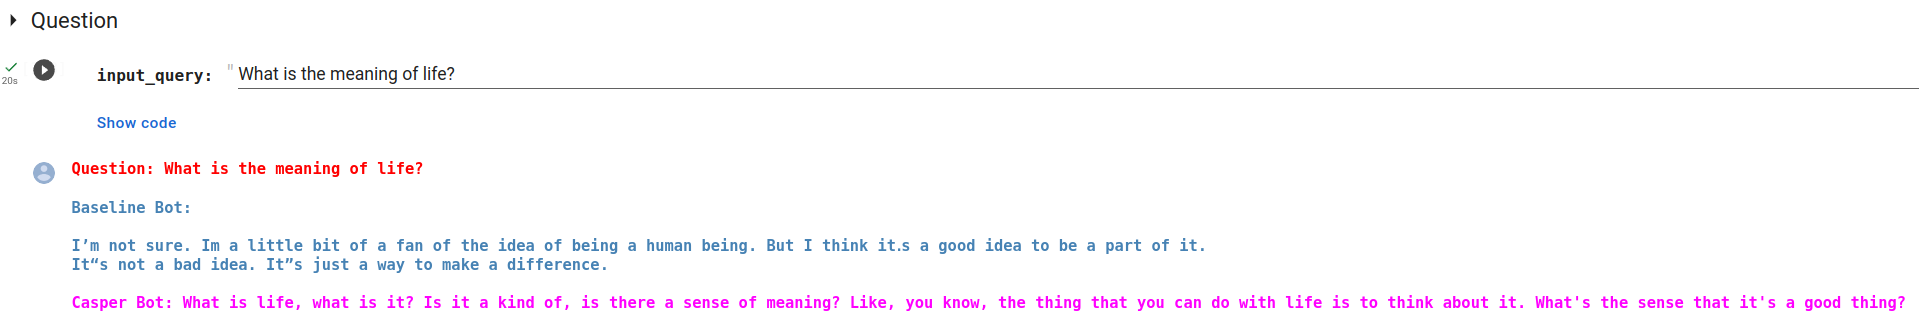 Question
20s
input_query: " What is the meaning of life?
Show code
Question: What is the meaning of life?
Baseline Bot:
I’m not sure. Im a little bit of a fan of the idea of being a human being. But I think it.s a good idea to be a part of it.
It“s not a bad idea. It”s just a way to make a difference.
Casper Bot: What is life, what is it? Is it a kind of, is there a sense of meaning? Like, you know, the thing that you can do with life is to think about it. What's the sense that it's a good thing?